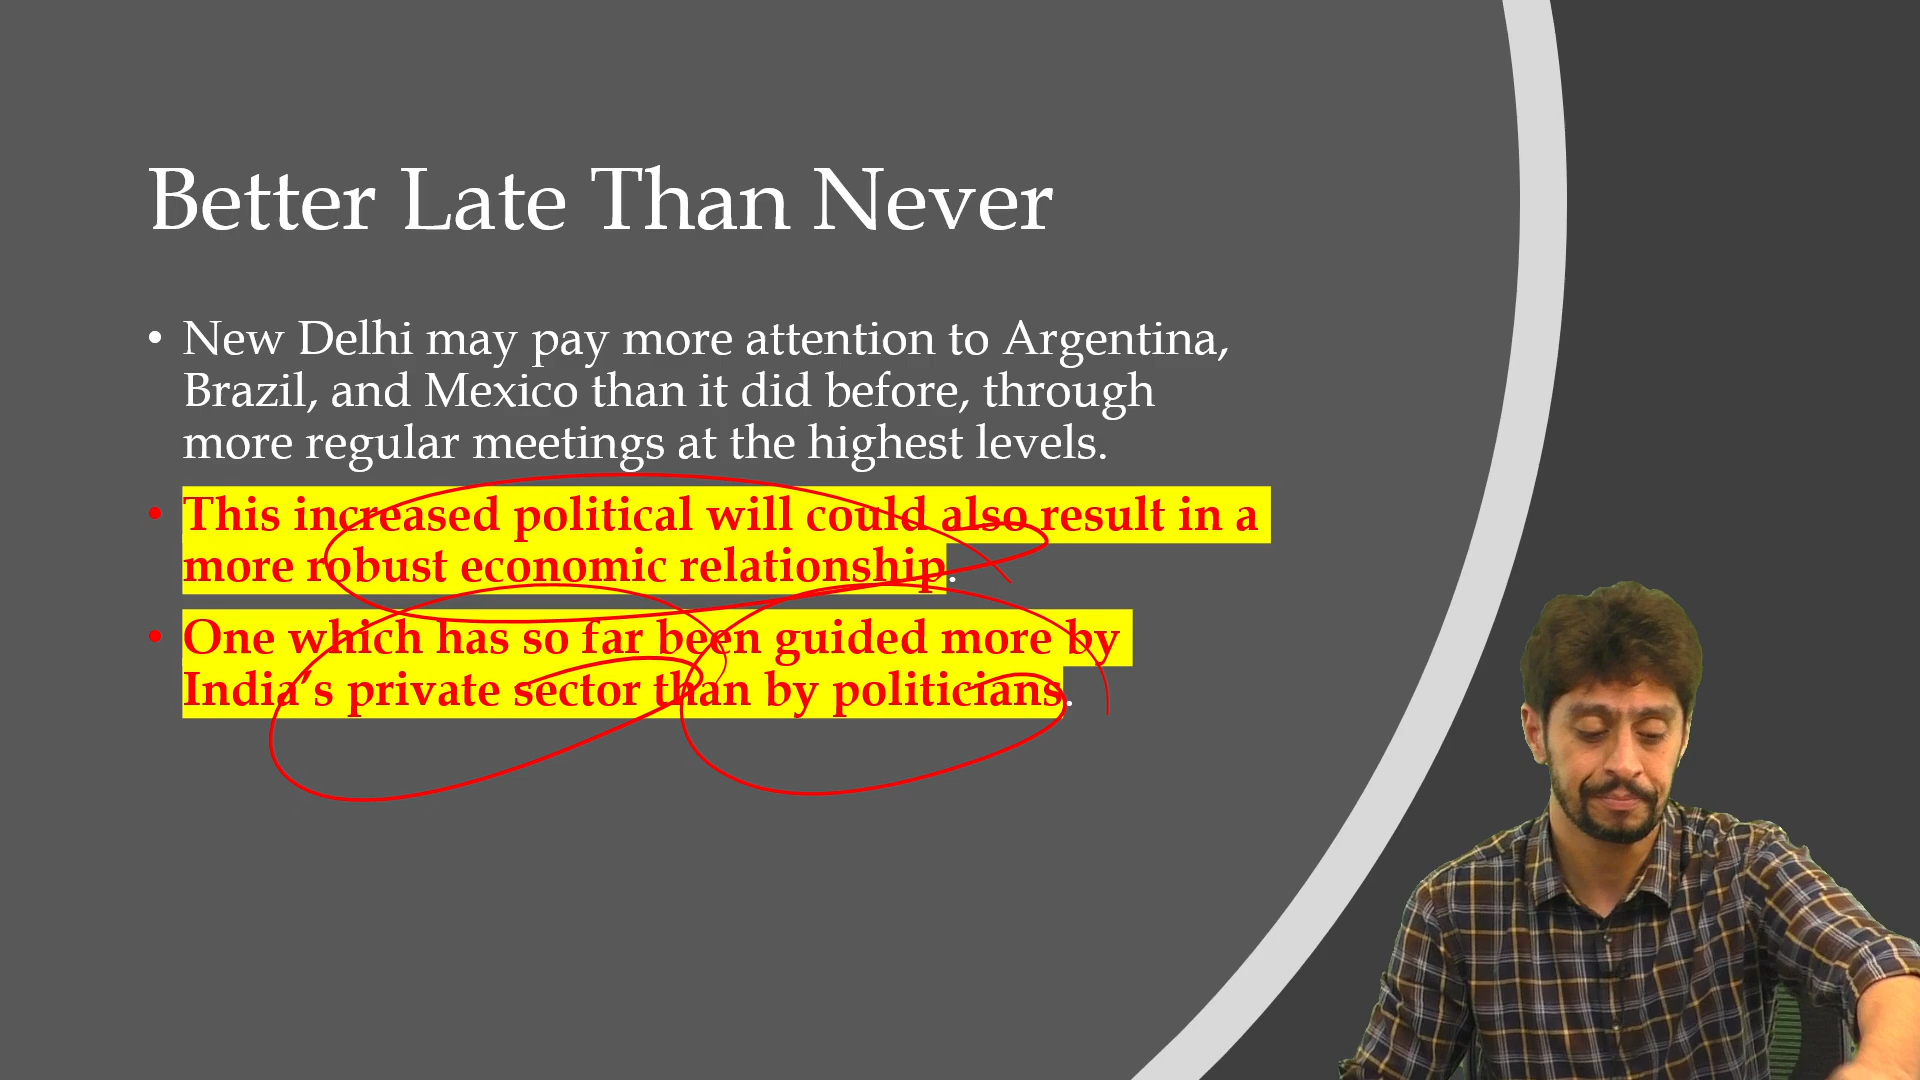 Better Late Than Never
• New Delhi may pay more attention to Argentina,
Brazil, and Mexico than it did before, through
more regular meetings at the highest levels.
• This increased political will could also result in a
more robust economic relationship.
• One which has so far been guided more by
India’s private sector than by politicians.